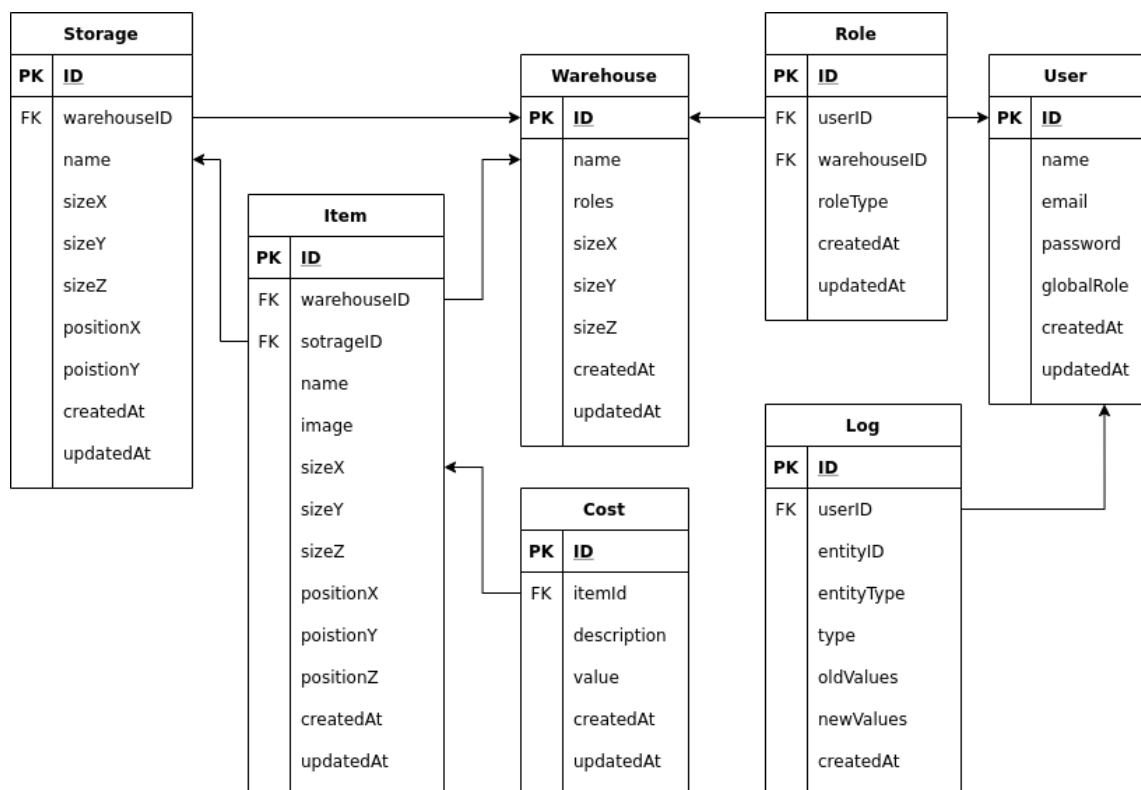 Storage
PK ID
FK warehouseID
name
sizeX
sizeY
sizeZ
positionX
poistionY
createdAt
updatedAt
Item
PK ID
FK warehouseID
FK sotrageID
name
image
sizeX
sizeY
sizeZ
positionX
poistionY
positionZ
createdAt
updatedAt
Warehouse
PK ID
name
roles
sizeX
sizeY
sizeZ
createdAt
updatedAt
Cost
PK ID
FK itemId
description
value
createdAt
updatedAt
Role
PK ID
FK userID
FK warehouseID
roleType
createdAt
updatedAt
User
PK ID
name
email
password
globalRole
createdAt
updatedAt
Log
PK ID
FK userID
entityID
entityType
type
oldValues
newValues
createdAt